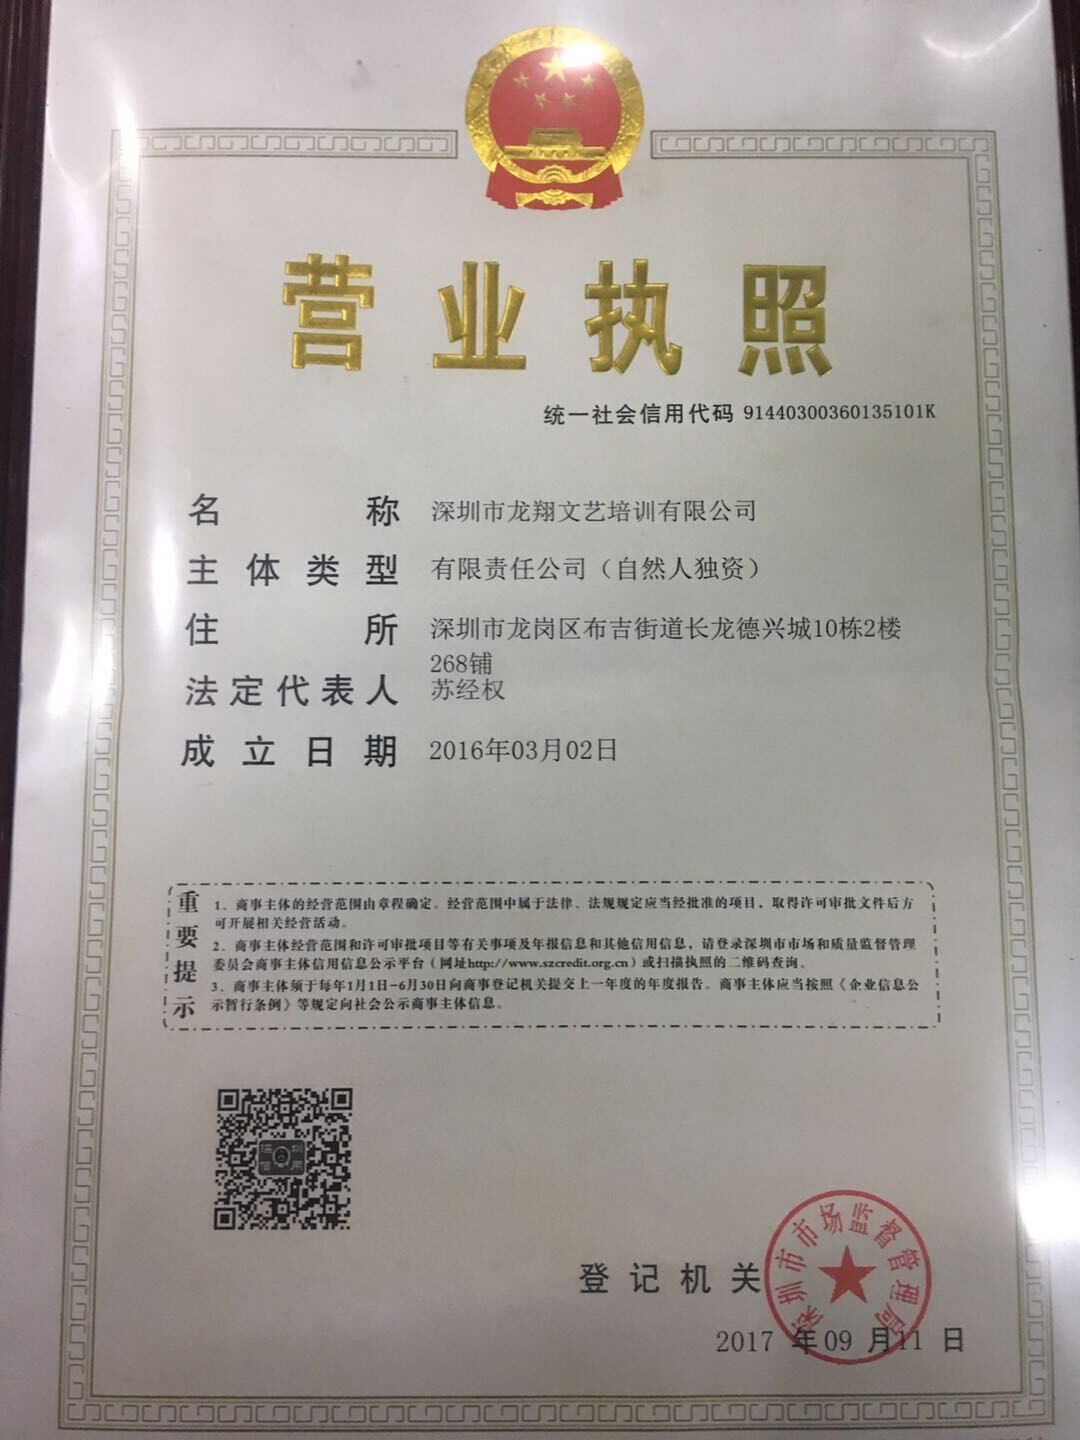 营业执照
统一社会信用代码 91440300360135101K
名称 深圳市龙翔文艺培训有限公司
主体类型 有限责任公司（自然人独资）
住所 深圳市龙岗区布吉街道长龙德兴城10栋2楼
268铺
法定代表人 苏经权
成立日期 2016年03月02日
重要提示
1、商事主体的经营范围由章程确定。经营范围中属于法律、法规规定应当经批准的项目，取得许可审批文件后方
可开展相关经营活动。
2、商事主体经营范围和许可审批项目等有关事项及年报信息和其他信用信息，请登录深圳市市场和质量监督管理
委员会商事主体信用信息公示平台（网址http://www.szcredit.org.cn）或扫描执照的二维码查询。
3、商事主体须于每年1月1日-6月30日向商事登记机关提交上一年度的年度报告。商事主体应当按照《企业信息公
示暂行条例》等规定向社会公示商事主体信息。
深圳信用
登记机关
深圳市市场监督管理局
2017 年 09 月 11 日